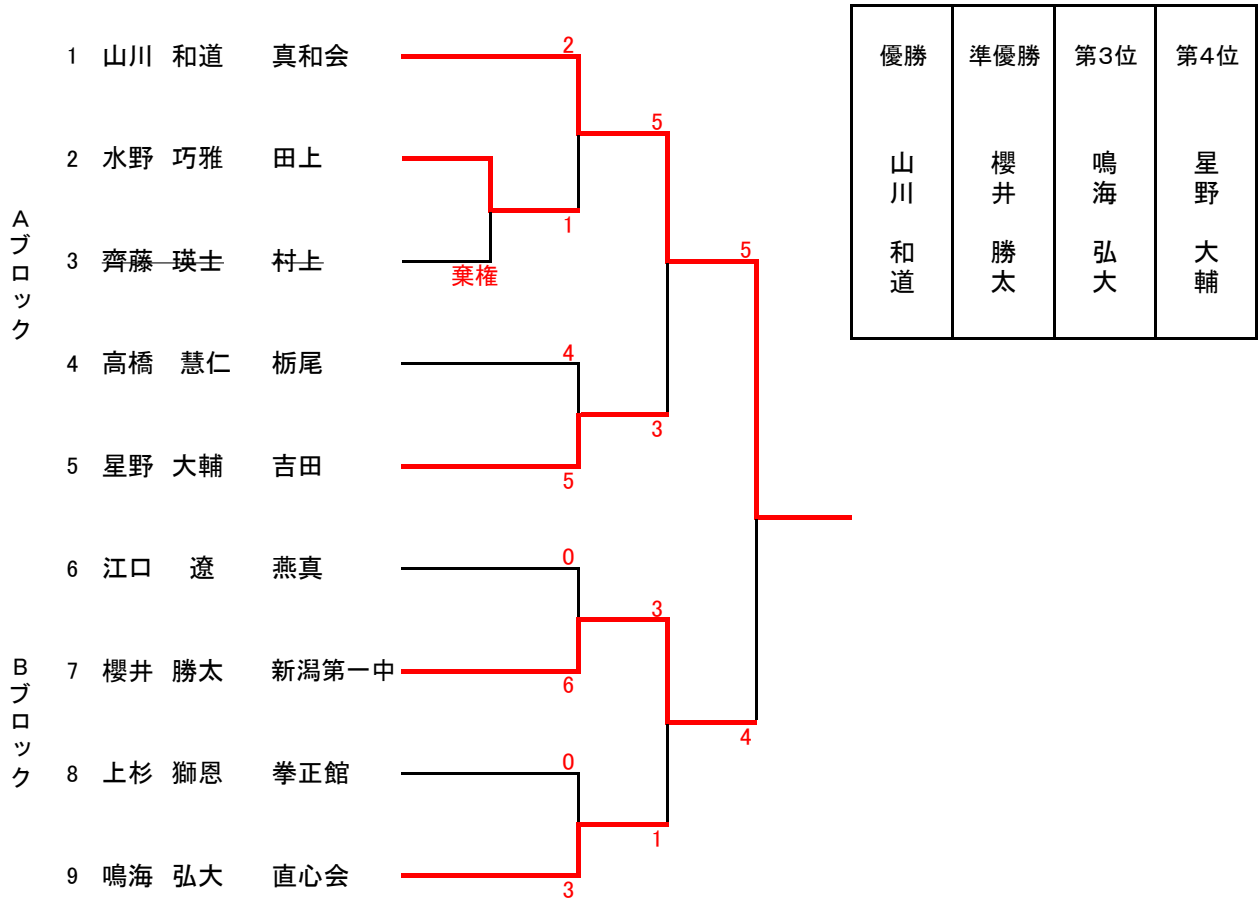 優勝 準優勝 第3位 第4位
山川 和道
櫻井 勝太
鳴海 弘大
星野 大輔
Aブロック
1 山川 和道 真和会 2
5
2 水野 巧雅 田上
1
3 齊藤 瑛士 村上 棄権
5
4 高橋 慧仁 栃尾 4
3
5 星野 大輔 吉田 5
Bブロック
6 江口 遼 燕真 0
3
7 櫻井 勝太 新潟第一中 6
4
8 上杉 獅恩 拳正館 0
1
9 鳴海 弘大 直心会 3